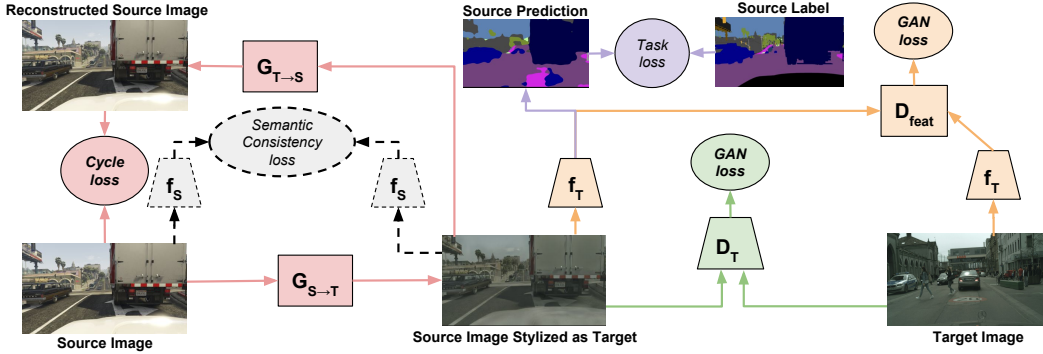 Reconstructed Source Image
Source Prediction
Source Label
GAN
loss
Task
loss
G T→S
D feat
Semantic
Consistency
loss
Cycle
loss
f S
f S
f T
GAN
loss
f T
G S→T
D T
Source Image
Source Image Stylized as Target
Target Image